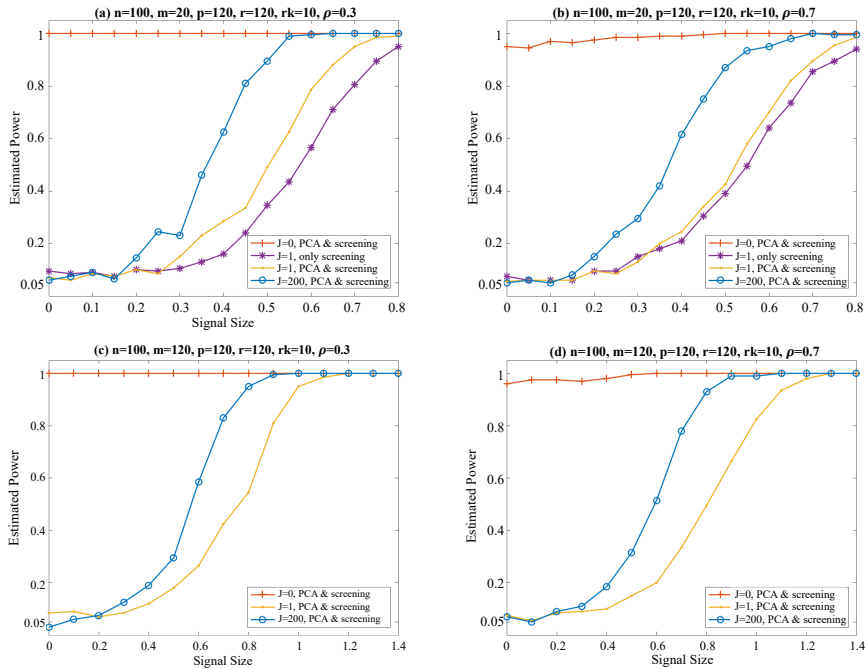 (a) n=100, m=20, p=120, r=120, rk=10, ρ=0.3
1
0.8
0.6
0.4
0.2
0.05
Estimated Power
0 0.1 0.2 0.3 0.4 0.5 0.6 0.7 0.8
Signal Size
J=0, PCA & screening
J=1, only screening
J=1, PCA & screening
J=200, PCA & screening
(b) n=100, m=20, p=120, r=120, rk=10, ρ=0.7
1
0.8
0.6
0.4
0.2
0.05
Estimated Power
0 0.1 0.2 0.3 0.4 0.5 0.6 0.7 0.8
Signal Size
J=0, PCA & screening
J=1, only screening
J=1, PCA & screening
J=200, PCA & screening
(c) n=100, m=120, p=120, r=120, rk=10, ρ=0.3
1
0.8
0.6
0.4
0.2
0.05
Estimated Power
0 0.2 0.4 0.6 0.8 1 1.2 1.4
Signal Size
J=0, PCA & screening
J=1, PCA & screening
J=200, PCA & screening
(d) n=100, m=120, p=120, r=120, rk=10, ρ=0.7
1
0.8
0.6
0.4
0.2
0.05
Estimated Power
0 0.2 0.4 0.6 0.8 1 1.2 1.4
Signal Size
J=0, PCA & screening
J=1, PCA & screening
J=200, PCA & screening